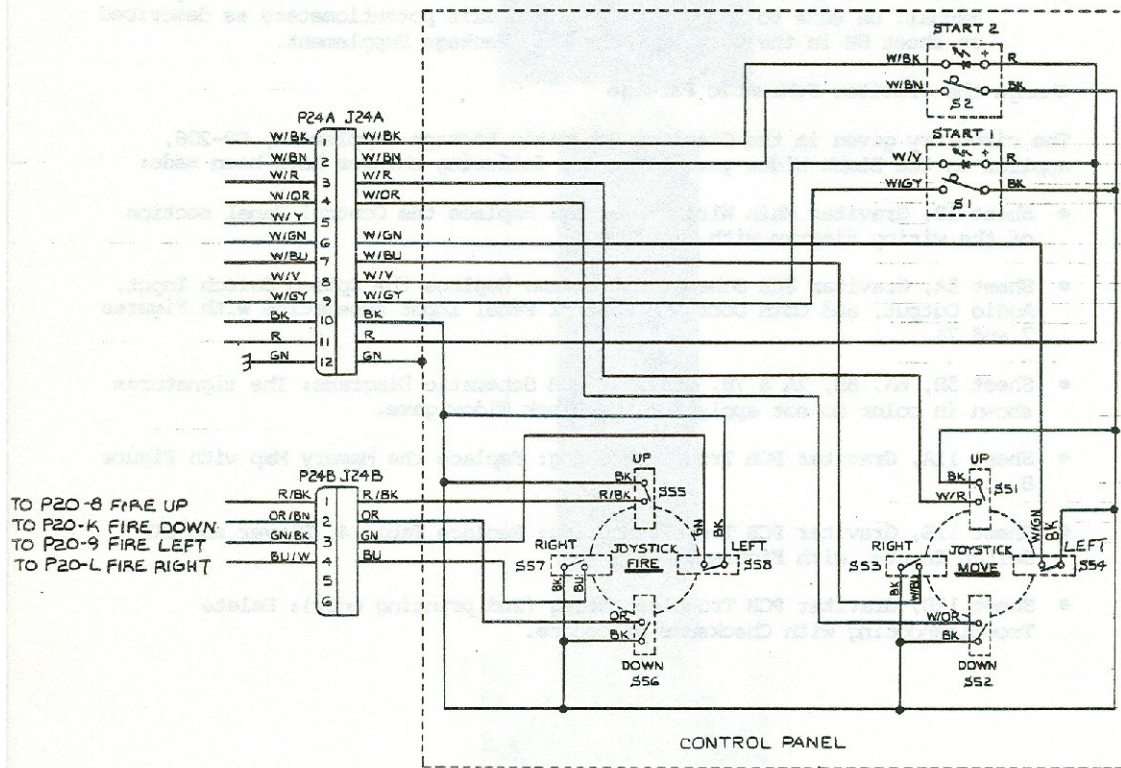 START 2
W/BK
+
R
W/BN
BK
S2
START 1
W/V
+
R
W/GY
BK
S1
P24A J24A
W/BK 1 W/BK
W/BN 2 W/BN
W/R 3 W/R
W/OR 4 W/OR
W/Y 5
W/GN 6 W/GN
W/BU 7 W/BU
W/V 8 W/V
W/GY 9 W/GY
BK 10 BK
R 11 R
GN 12 GN
P24B J24B
TO P20-8 FIRE UP R/BK 1 R/BK
TO P20-K FIRE DOWN OR/BN 2 OR
TO P20-9 FIRE LEFT GN/BK 3 GN
TO P20-L FIRE RIGHT BU/W 4 BU
5
6
UP
BK
R/BK
S55
RIGHT
S57
BK
BU
JOYSTICK
FIRE
GN
BK
LEFT
S58
OR
BK
DOWN
S56
UP
BK
W/R
S51
RIGHT
S53
BK
W/BU
JOYSTICK
MOVE
W/GN
BK
LEFT
S54
W/OR
BK
DOWN
S52
CONTROL PANEL